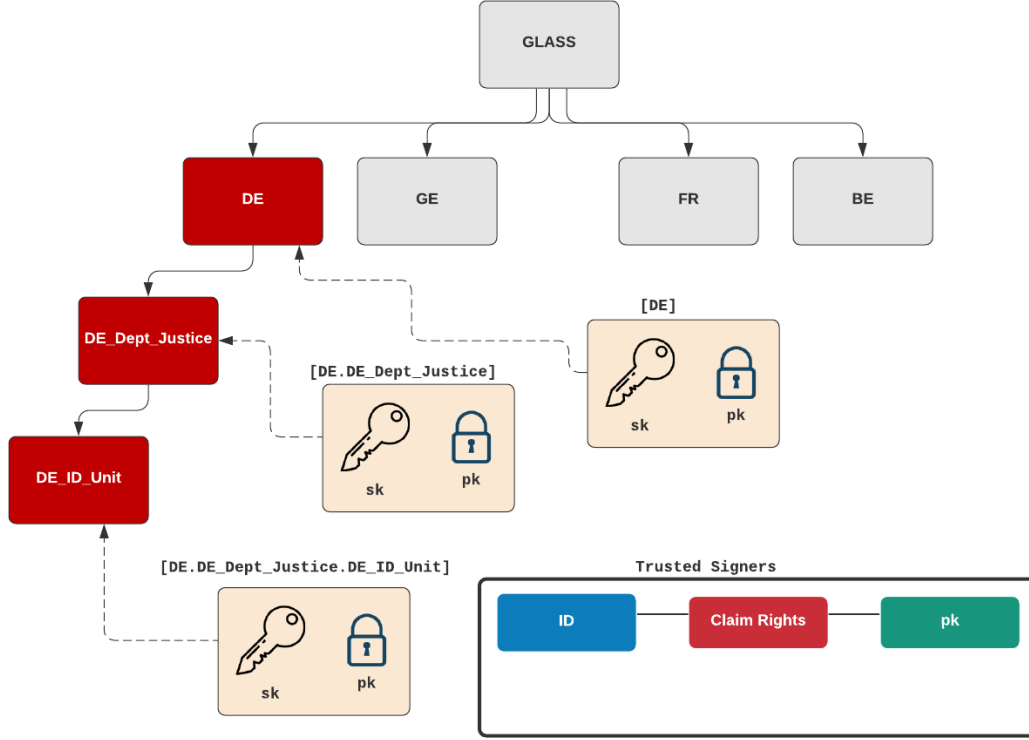 GLASS
DE
GE
FR
BE
DE_Dept_Justice
[DE]
sk
pk
[DE.DE_Dept_Justice]
sk
pk
DE_ID_Unit
[DE.DE_Dept_Justice.DE_ID_Unit]
sk
pk
Trusted Signers
ID
Claim Rights
pk